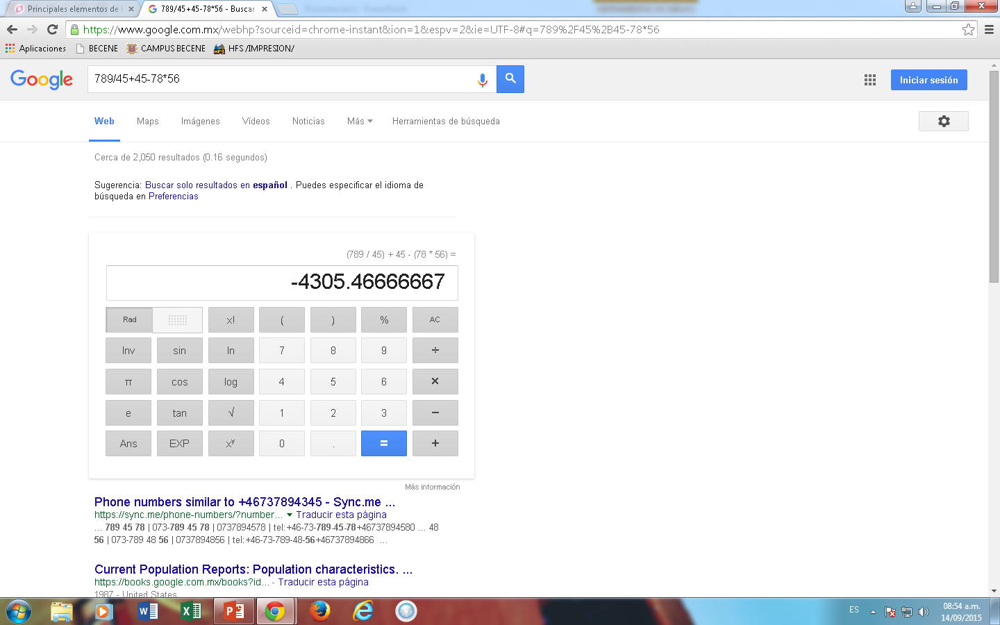 Principales elementos de
789/45+45-78*56 - Buscar
https://www.google.com.mx/webhp?sourceid=chrome-instant&ion=1&espv=2&ie=UTF-8#q=789%2F45%2B45-78*56
Aplicaciones BECENE CAMPUS BECENE HFS /IMPRESION/
Google 789/45+45-78*56 Iniciar sesión
Web Maps Imágenes Vídeos Noticias Más Herramientas de búsqueda
Cerca de 2,050 resultados (0.16 segundos)
Sugerencia: Buscar solo resultados en español . Puedes especificar el idioma de
búsqueda en Preferencias
(789 / 45) + 45 - (78 * 56) =
-4305.46666667
Rad x! ( ) % AC
Inv sin ln 7 8 9 ÷
π cos log 4 5 6 ×
e tan √ 1 2 3 −
Ans EXP xʸ 0 . = +
Más información
Phone numbers similar to +46737894345 - Sync.me ...
https://sync.me/phone-numbers/?number... Traducir esta página
... 789 45 78 | 073-789 45 78 | 0737894578 | tel:+46-73-789-45-78+46737894580 ... 48
56 | 073-789 48 56 | 0737894856 | tel:+46-73-789-48-56+46737894866 ...
Current Population Reports: Population characteristics. ...
https://books.google.com.mx/books?id... - Traducir esta página
1987 - United States
ES 08:54 a.m.
14/09/2015